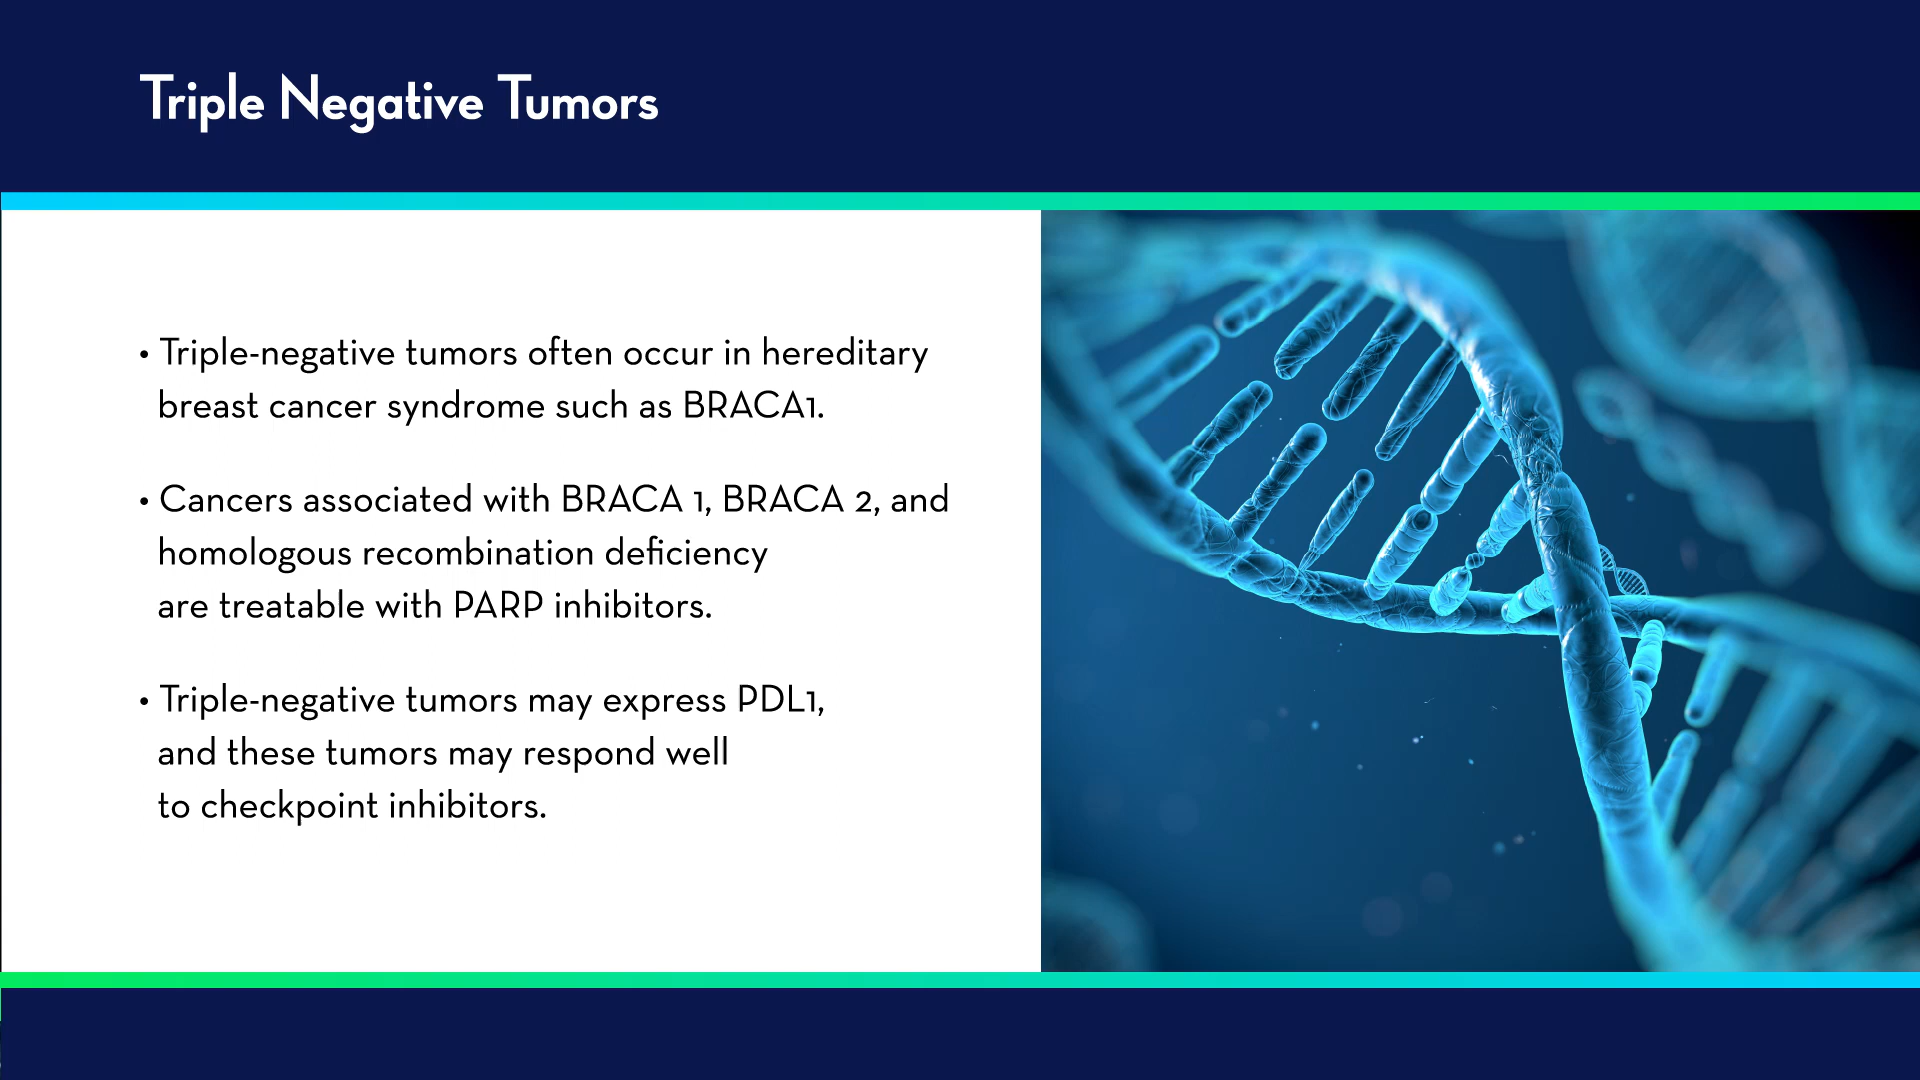 Triple Negative Tumors
• Triple-negative tumors often occur in hereditary
breast cancer syndrome such as BRACA1.
• Cancers associated with BRACA 1, BRACA 2, and
homologous recombination deficiency
are treatable with PARP inhibitors.
• Triple-negative tumors may express PDL1,
and these tumors may respond well
to checkpoint inhibitors.